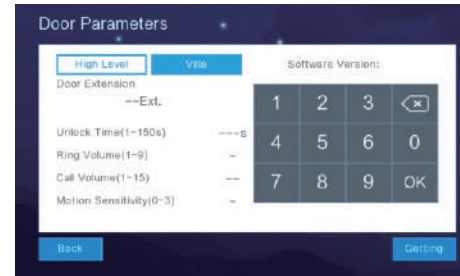 Door Parameters
High Level
Villa
Software Version:
Door Extension
--Ext.
1 2 3
Unlock Time(1-150s) ---s
4 5 6 0
Ring Volume(1-9) -
Call Volume(1-15) --
7 8 9 OK
Motion Sensitivity(0-3) -
Back
Getting